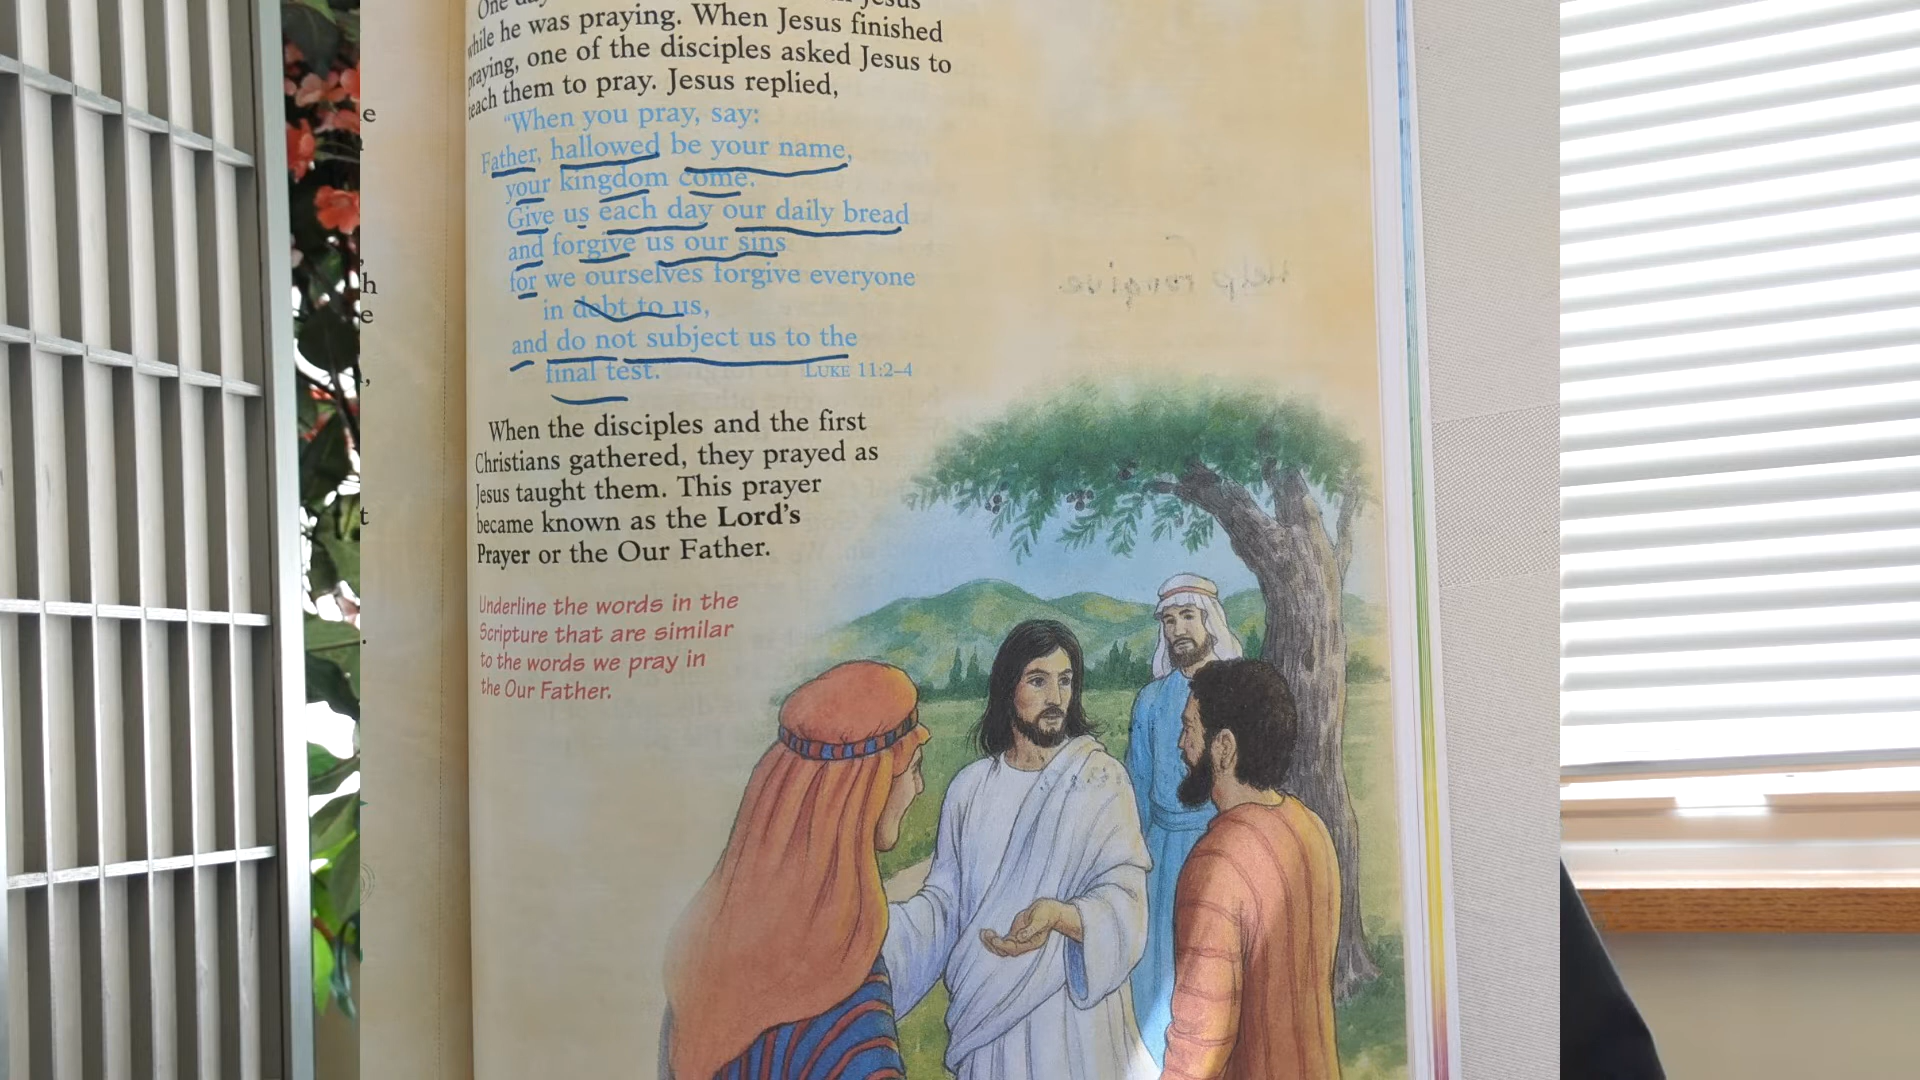 One day Jesus
while he was praying. When Jesus finished
praying, one of the disciples asked Jesus to
teach them to pray. Jesus replied,
"When you pray, say:
Father, hallowed be your name,
your kingdom come.
Give us each day our daily bread
and forgive us our sins
for we ourselves forgive everyone
in debt to us,
and do not subject us to the
final test. LUKE 11:2–4
When the disciples and the first
Christians gathered, they prayed as
Jesus taught them. This prayer
became known as the Lord's
Prayer or the Our Father.
Underline the words in the
Scripture that are similar
to the words we pray in
the Our Father.